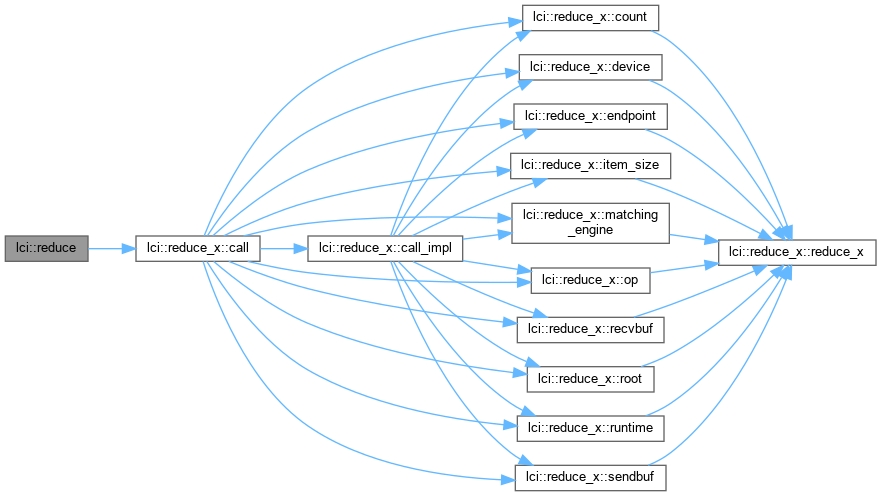 lci::reduce
lci::reduce_x::call
lci::reduce_x::call_impl
lci::reduce_x::count
lci::reduce_x::device
lci::reduce_x::endpoint
lci::reduce_x::item_size
lci::reduce_x::matching
_engine
lci::reduce_x::op
lci::reduce_x::recvbuf
lci::reduce_x::root
lci::reduce_x::runtime
lci::reduce_x::sendbuf
lci::reduce_x::reduce_x